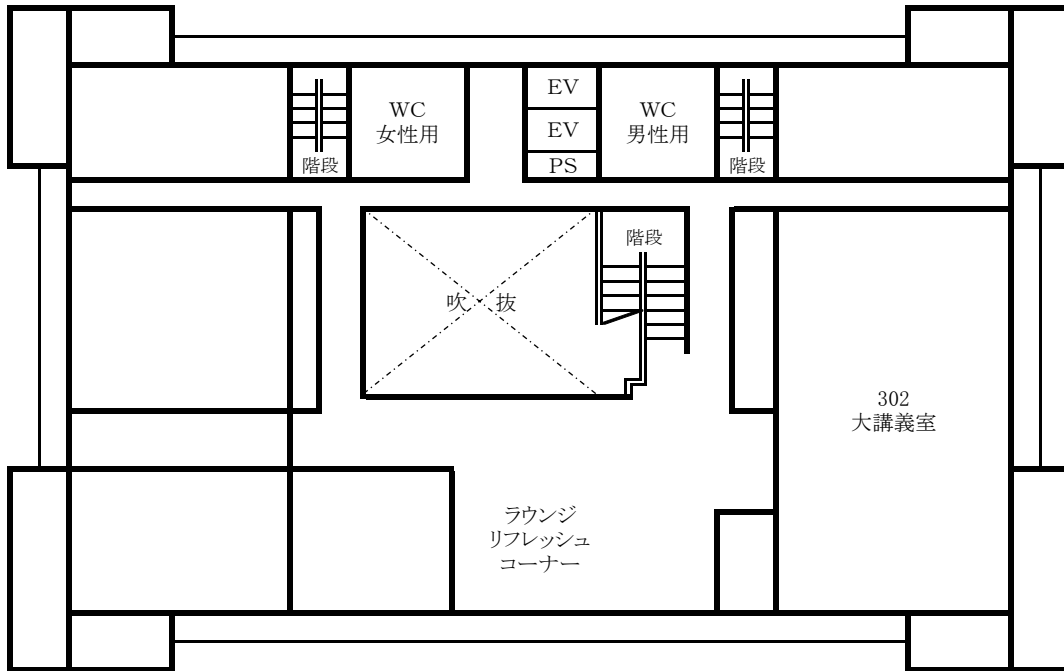 EV
WC
女性用
EV
WC
男性用
階段
PS
階段
階段
吹 抜
302
大講義室
ラウンジ
リフレッシュ
コーナー